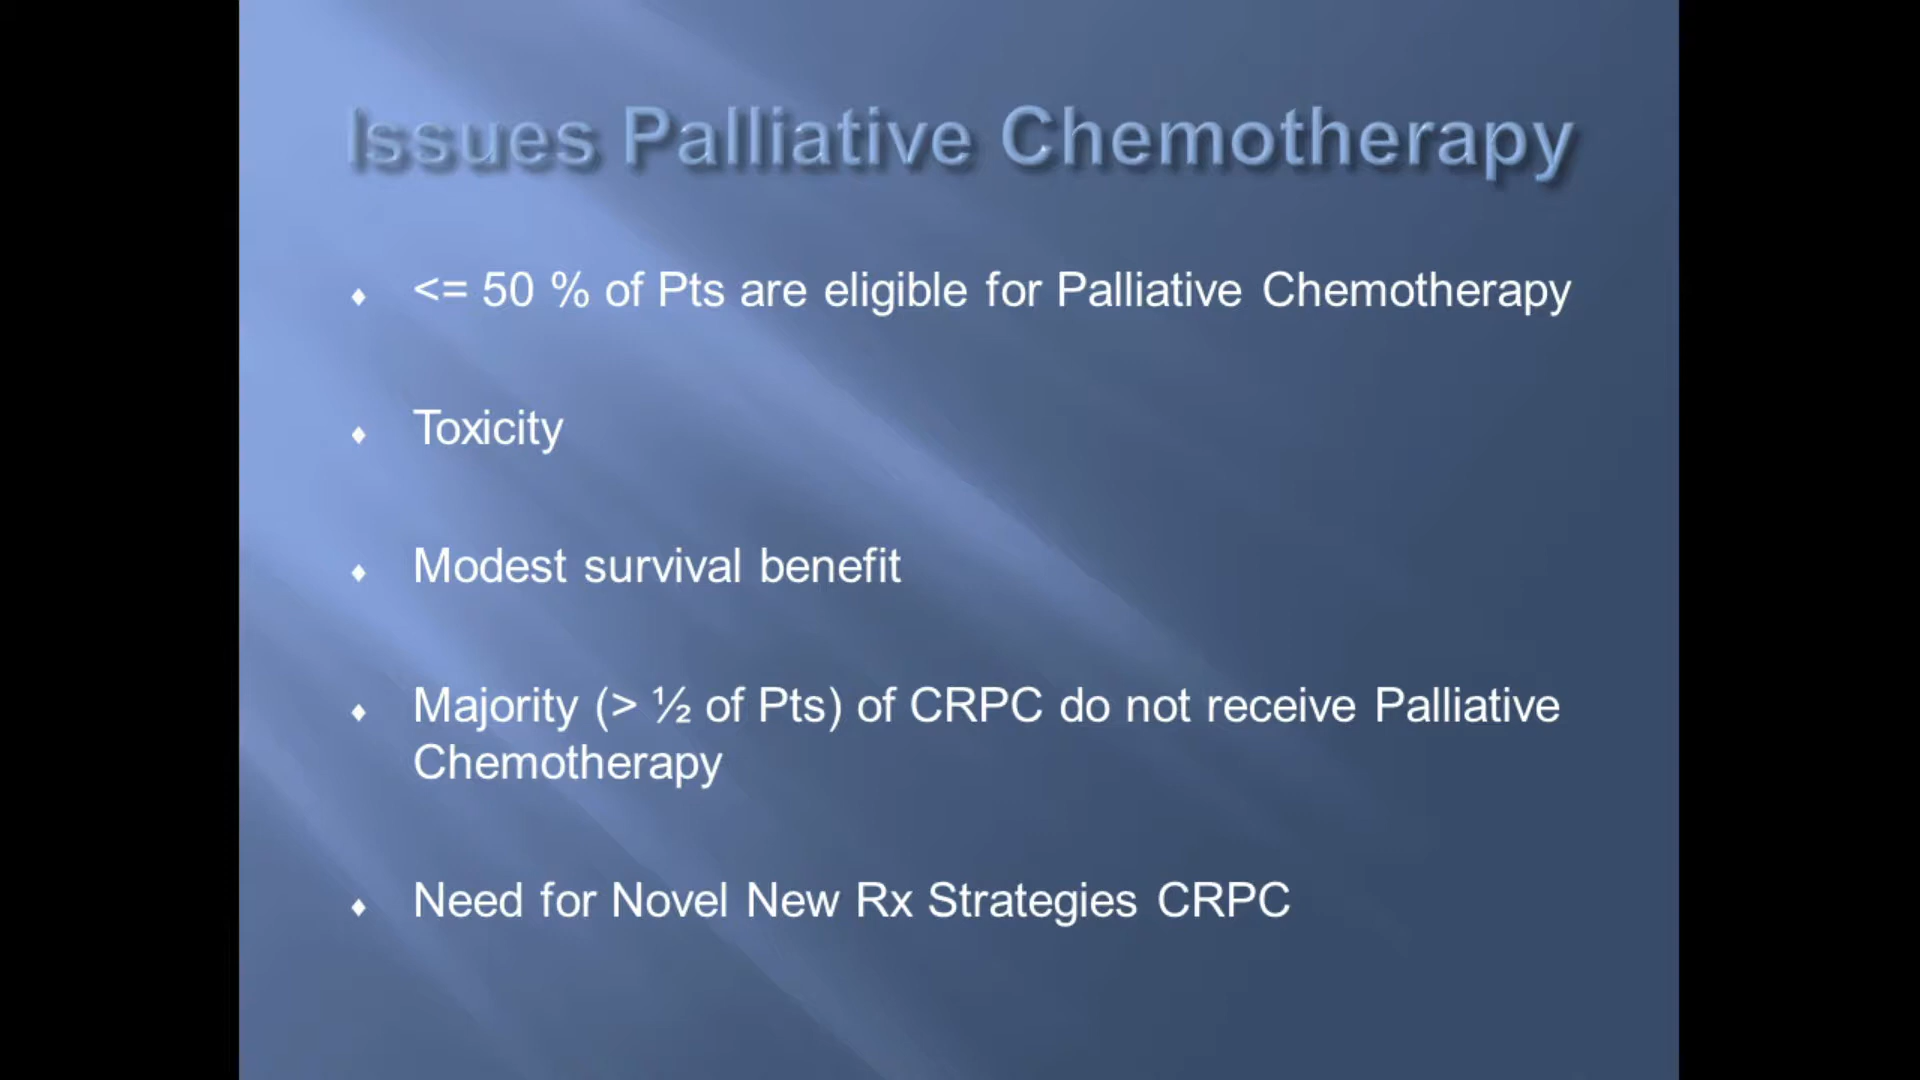 Issues Palliative Chemotherapy
♦ <= 50 % of Pts are eligible for Palliative Chemotherapy
♦ Toxicity
♦ Modest survival benefit
♦ Majority (> ½ of Pts) of CRPC do not receive Palliative
Chemotherapy
♦ Need for Novel New Rx Strategies CRPC